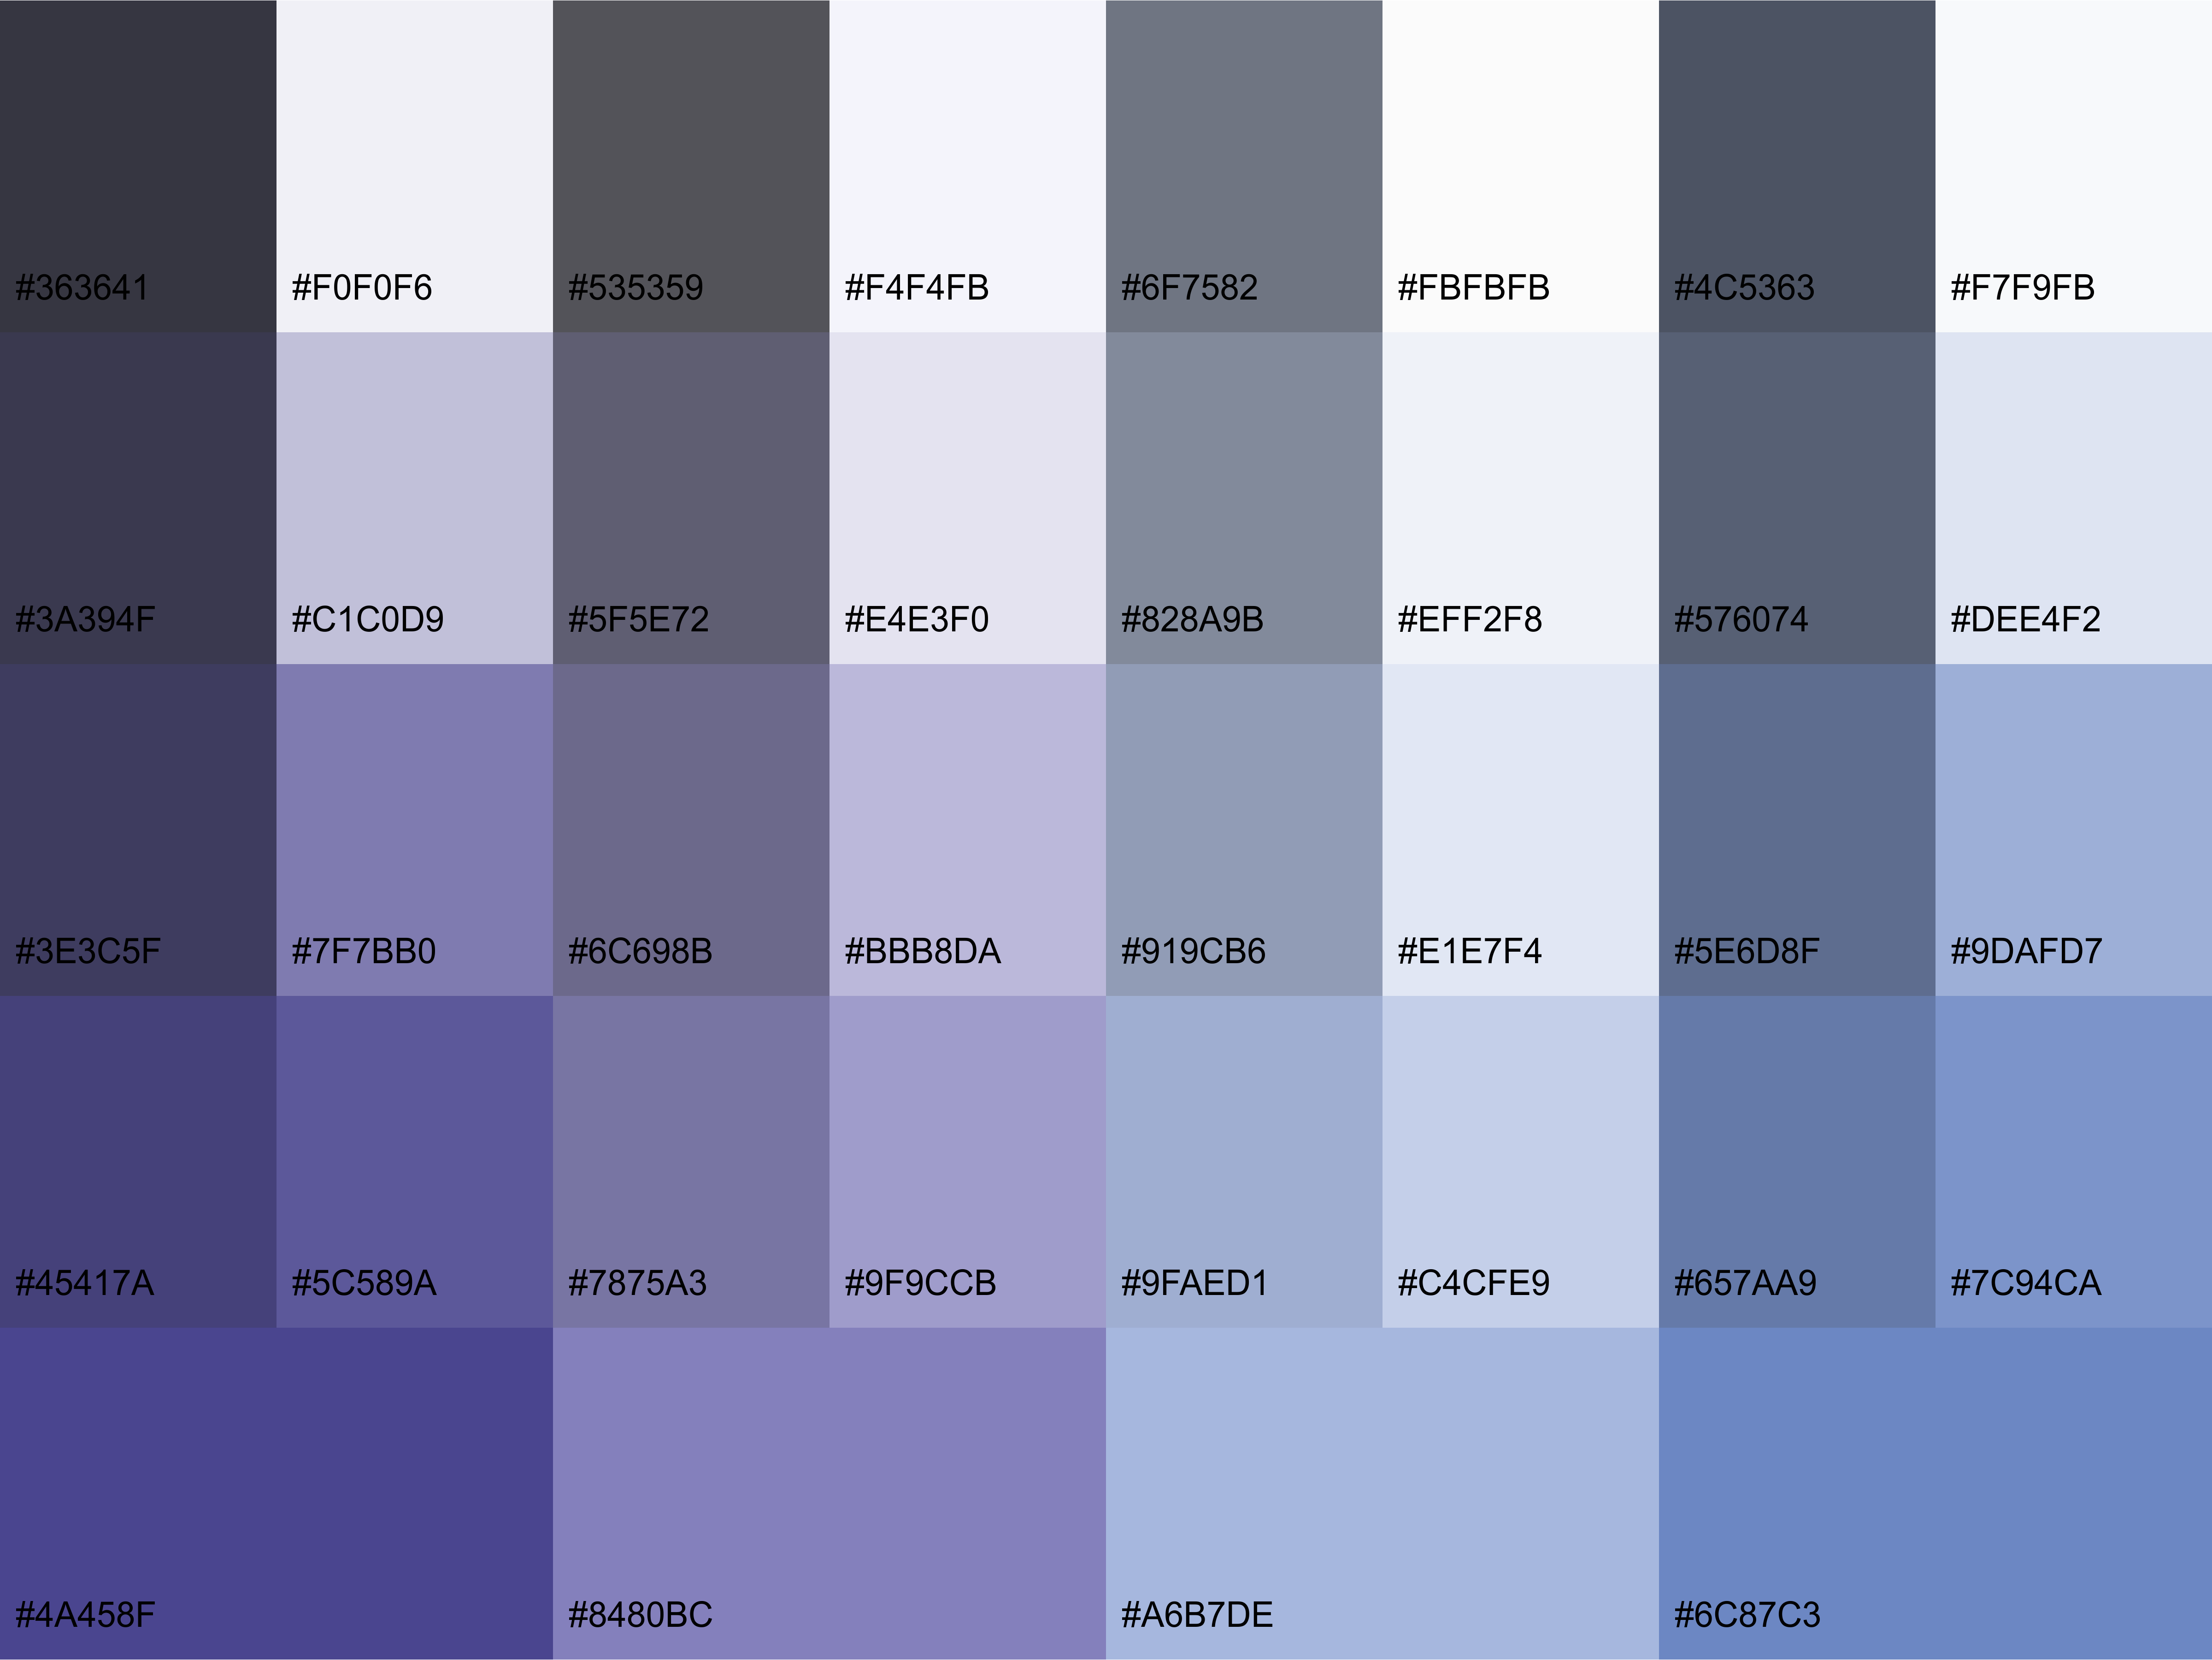 #363641 #F0F0F6 #535359 #F4F4FB #6F7582 #FBFBFB #4C5363 #F7F9FB
#3A394F #C1C0D9 #5F5E72 #E4E3F0 #828A9B #EFF2F8 #576074 #DEE4F2
#3E3C5F #7F7BB0 #6C698B #BBB8DA #919CB6 #E1E7F4 #5E6D8F #9DAFD7
#45417A #5C589A #7875A3 #9F9CCB #9FAED1 #C4CFE9 #657AA9 #7C94CA
#4A458F #8480BC #A6B7DE #6C87C3